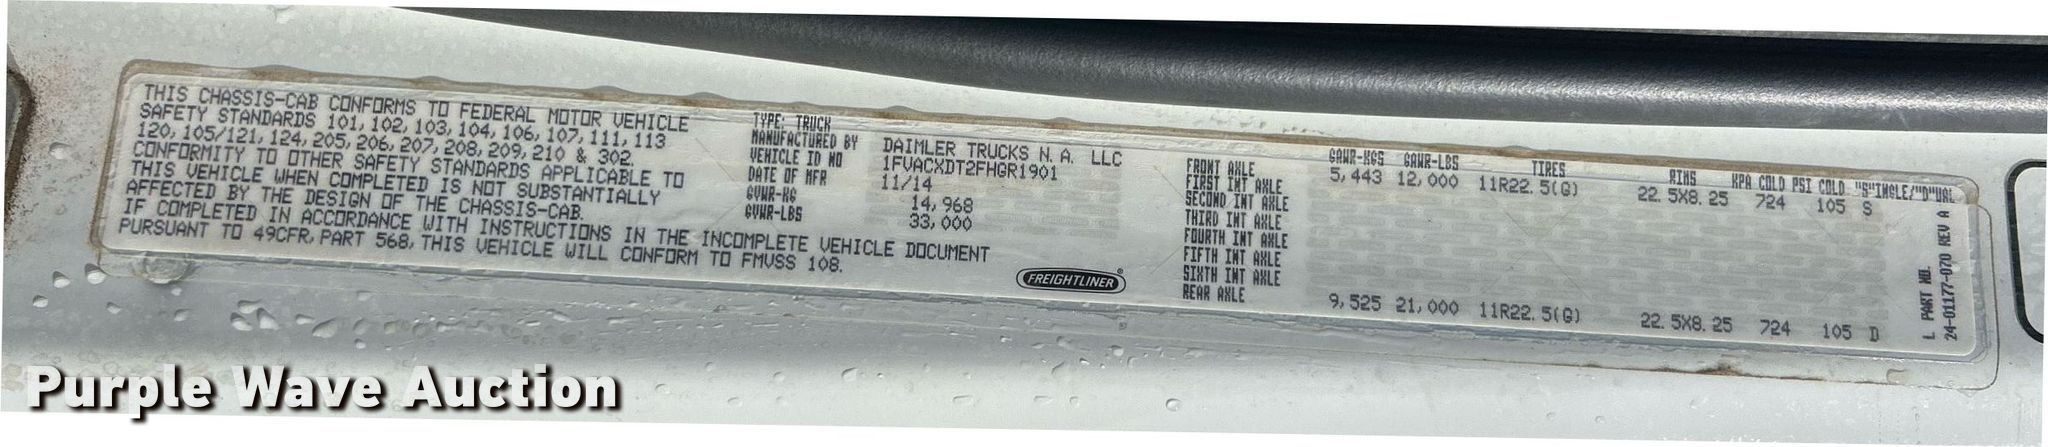 THIS CHASSIS-CAB CONFORMS TO FEDERAL MOTOR VEHICLE
SAFETY STANDARDS 101, 102, 103, 104, 106, 107, 111, 113
120, 105/121, 124, 205, 206, 207, 208, 209, 210 & 302.
CONFORMITY TO OTHER SAFETY STANDARDS APPLICABLE TO
THIS VEHICLE WHEN COMPLETED IS NOT SUBSTANTIALLY
AFFECTED BY THE DESIGN OF THE CHASSIS-CAB.
IF COMPLETED IN ACCORDANCE WITH INSTRUCTIONS IN THE INCOMPLETE VEHICLE DOCUMENT
PURSUANT TO 49CFR, PART 568, THIS VEHICLE WILL CONFORM TO FMVSS 108.
TYPE: TRUCK
MANUFACTURED BY DAIMLER TRUCKS N. A. LLC
VEHICLE ID NO 1FVACXDT2FHGR1901
DATE OF MFR 11/14
GVWR-KG 14,968
GVWR-LBS 33,000
FREIGHTLINER®
GAWR-KGS GAWR-LBS TIRES RIMS KPA COLD PSI COLD "S"INGLE/"D"UAL
FRONT AXLE 5,443 12,000 11R22.5(G) 22.5X8.25 724 105 S
FIRST INT AXLE
SECOND INT AXLE
THIRD INT AXLE
FOURTH INT AXLE
FIFTH INT AXLE
SIXTH INT AXLE
REAR AXLE 9,525 21,000 11R22.5(G) 22.5X8.25 724 105 D
L PART NO.
24-01177-070 REV A
Purple Wave Auction